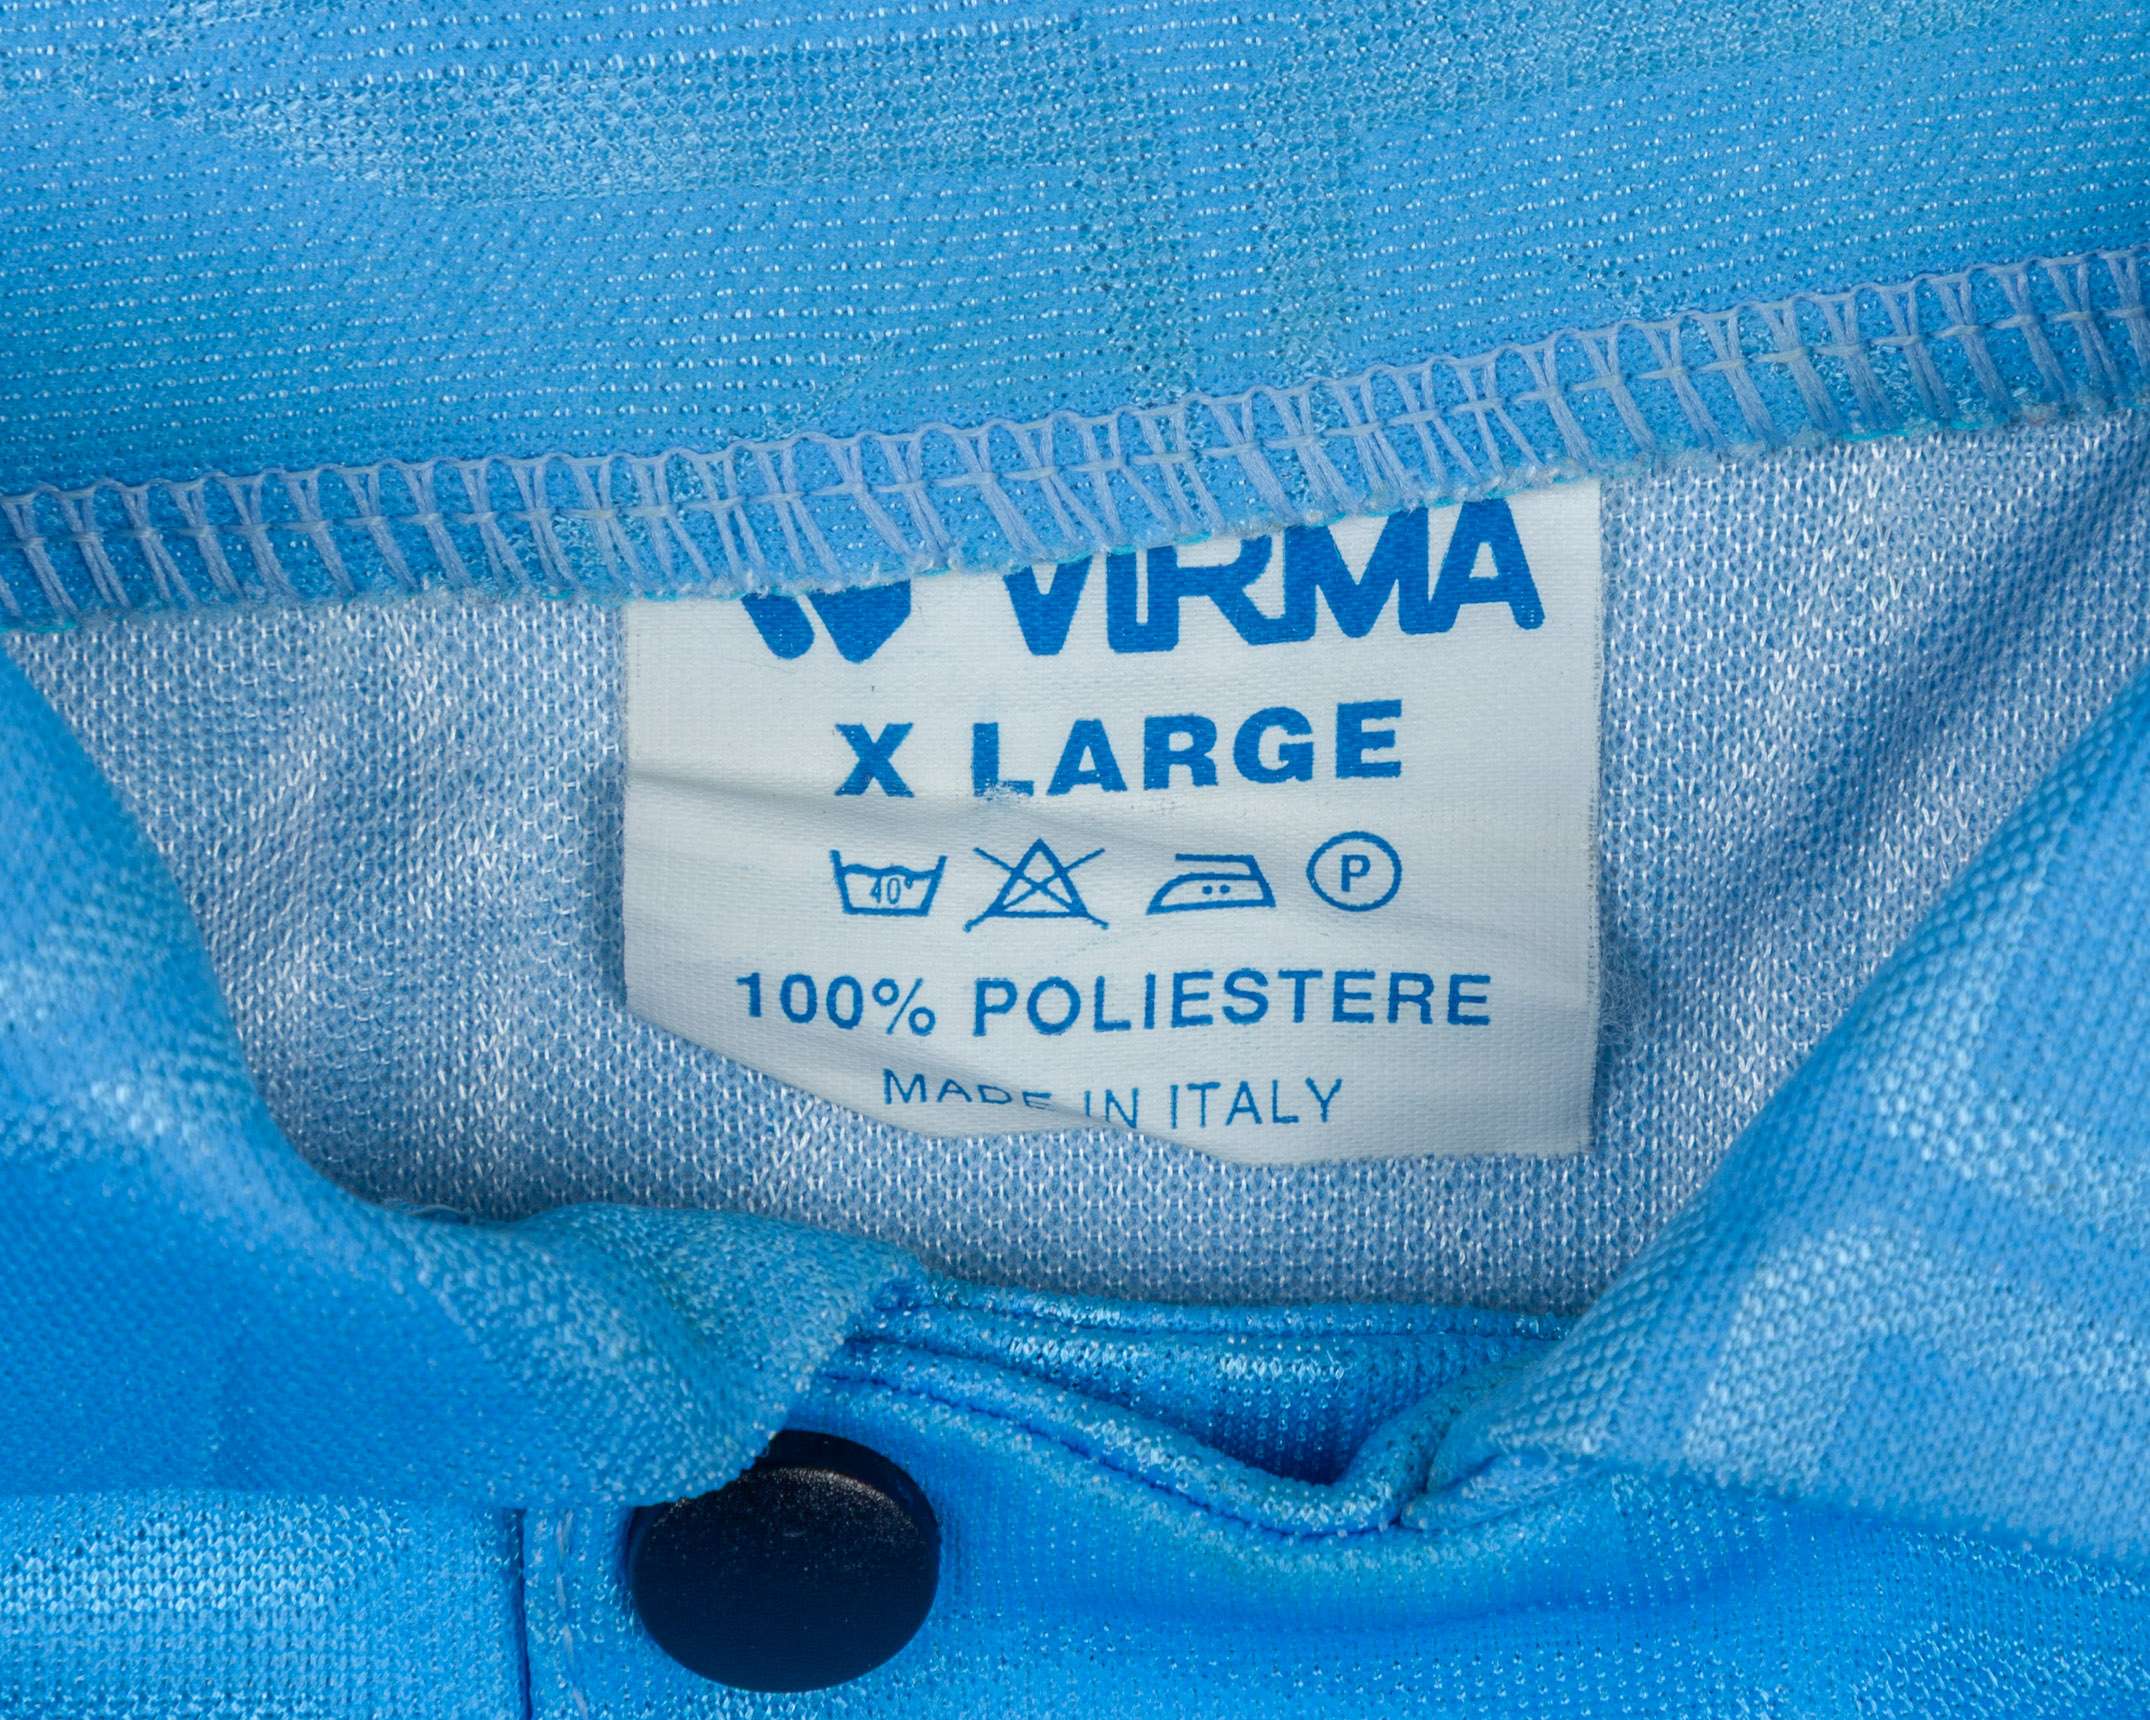 VIRMA
X LARGE
40° P
100% POLIESTERE
MADE IN ITALY